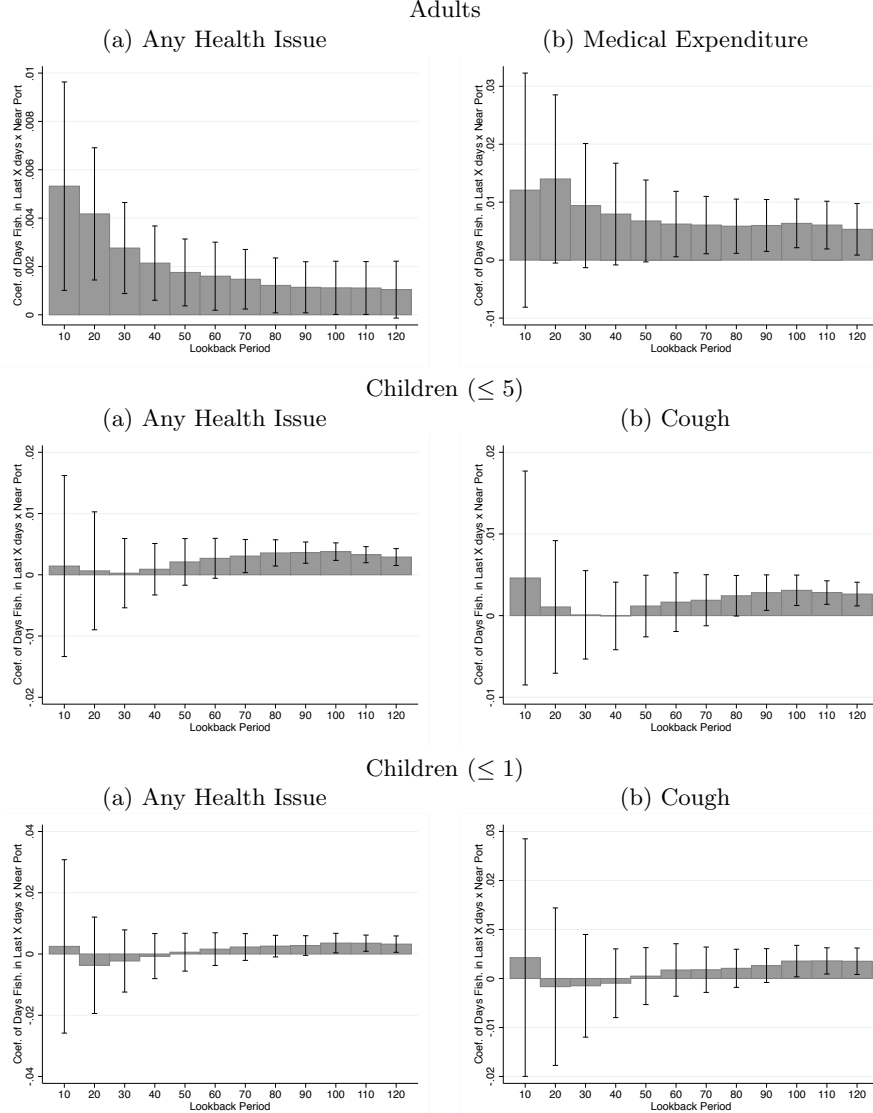 Adults
(a) Any Health Issue
Coef. of Days Fish. in Last X days x Near Port
0 .002 .004 .006 .008 .01
10 20 30 40 50 60 70 80 90 100 110 120
Lookback Period
(b) Medical Expenditure
Coef. of Days Fish. in Last X days x Near Port
-.01 0 .01 .02 .03
10 20 30 40 50 60 70 80 90 100 110 120
Lookback Period
Children (≤ 5)
(a) Any Health Issue
Coef. of Days Fish. in Last X days x Near Port
-.02 -.01 0 .01 .02
10 20 30 40 50 60 70 80 90 100 110 120
Lookback Period
(b) Cough
Coef. of Days Fish. in Last X days x Near Port
-.01 0 .01 .02
10 20 30 40 50 60 70 80 90 100 110 120
Lookback Period
Children (≤ 1)
(a) Any Health Issue
Coef. of Days Fish. in Last X days x Near Port
-.04 -.02 0 .02 .04
10 20 30 40 50 60 70 80 90 100 110 120
Lookback Period
(b) Cough
Coef. of Days Fish. in Last X days x Near Port
-.02 -.01 0 .01 .02 .03
10 20 30 40 50 60 70 80 90 100 110 120
Lookback Period